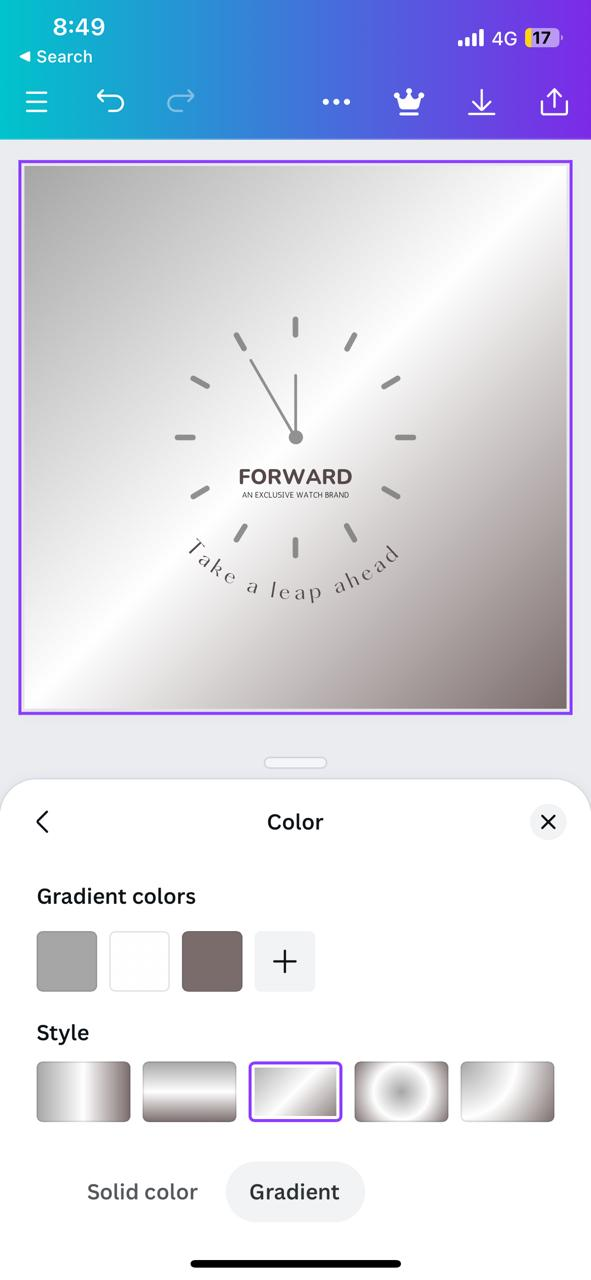 8:49
4G
17
◀ Search
FORWARD
AN EXCLUSIVE WATCH BRAND
Take a leap ahead
Color
Gradient colors
Style
Solid color
Gradient